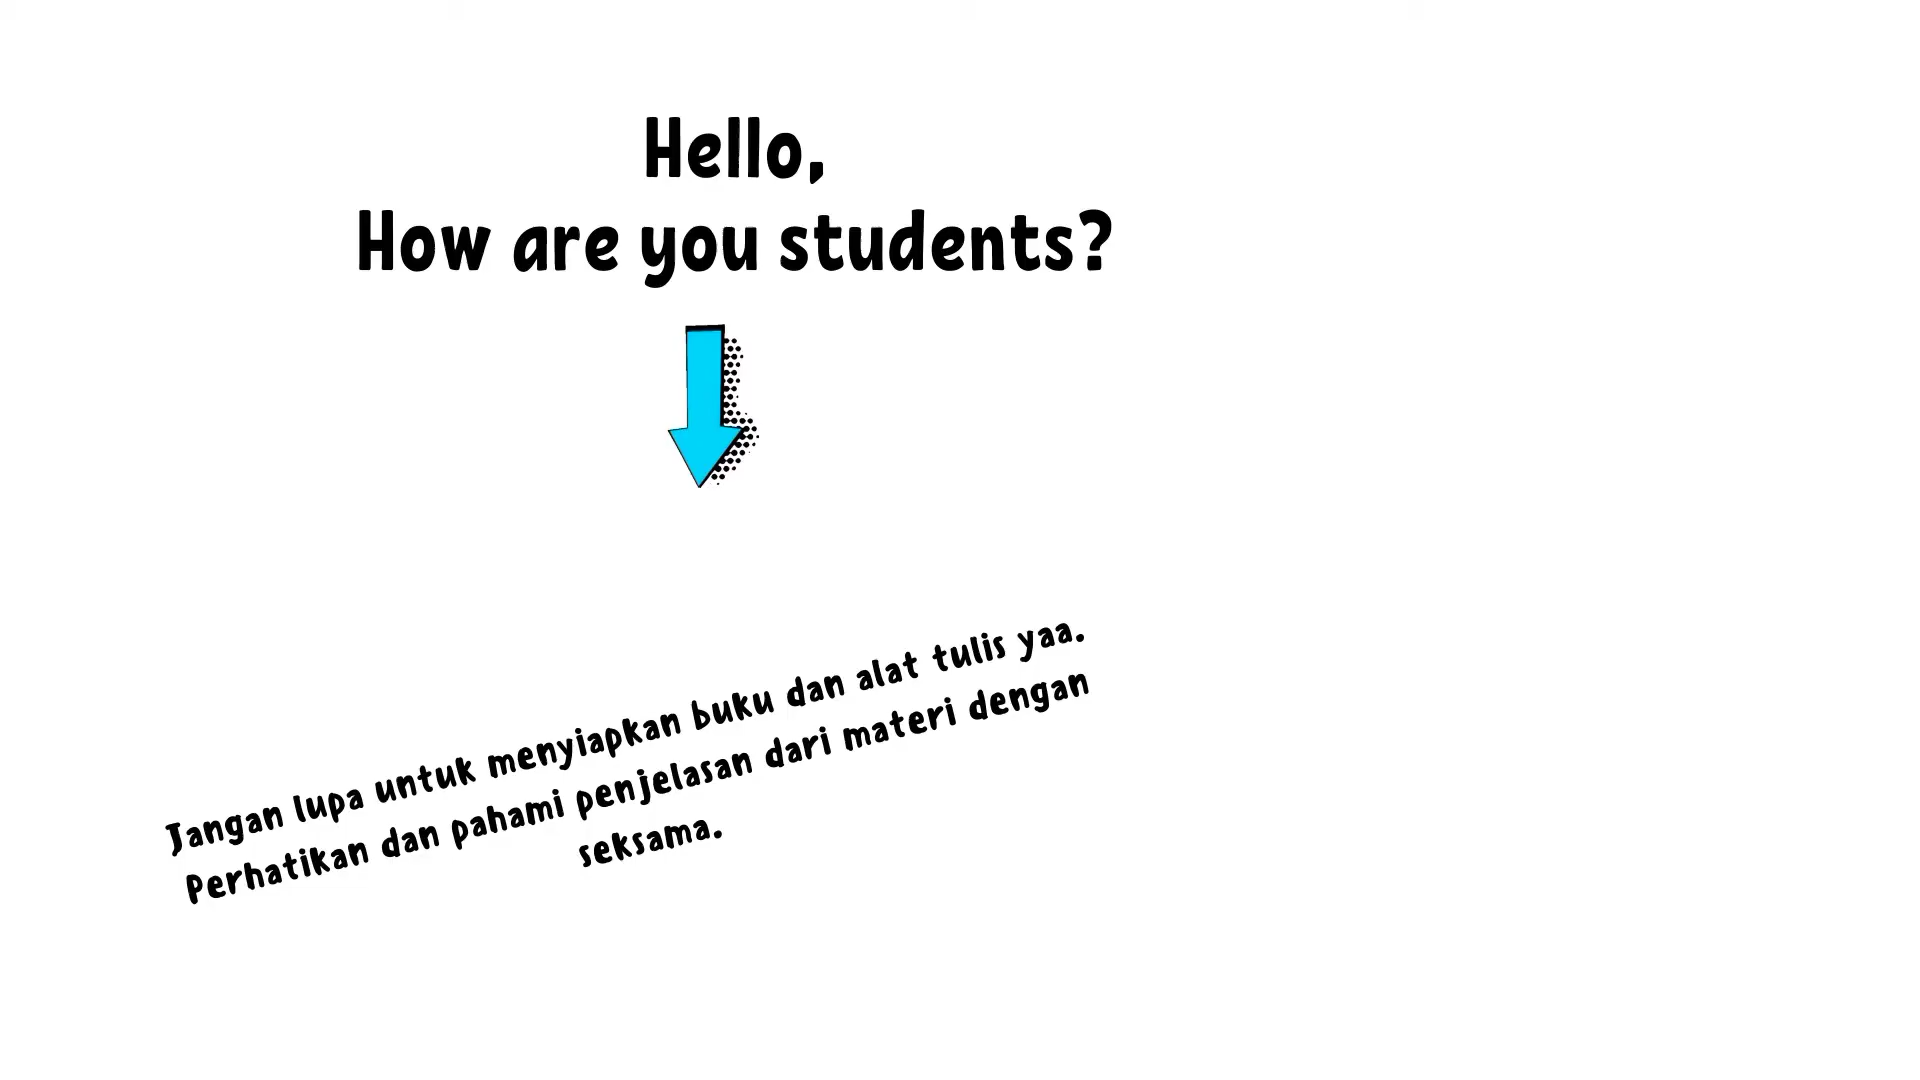 Hello,
How are you students?
Jangan lupa untuk menyiapkan buku dan alat tulis yaa.
Perhatikan dan pahami penjelasan dari materi dengan
seksama.